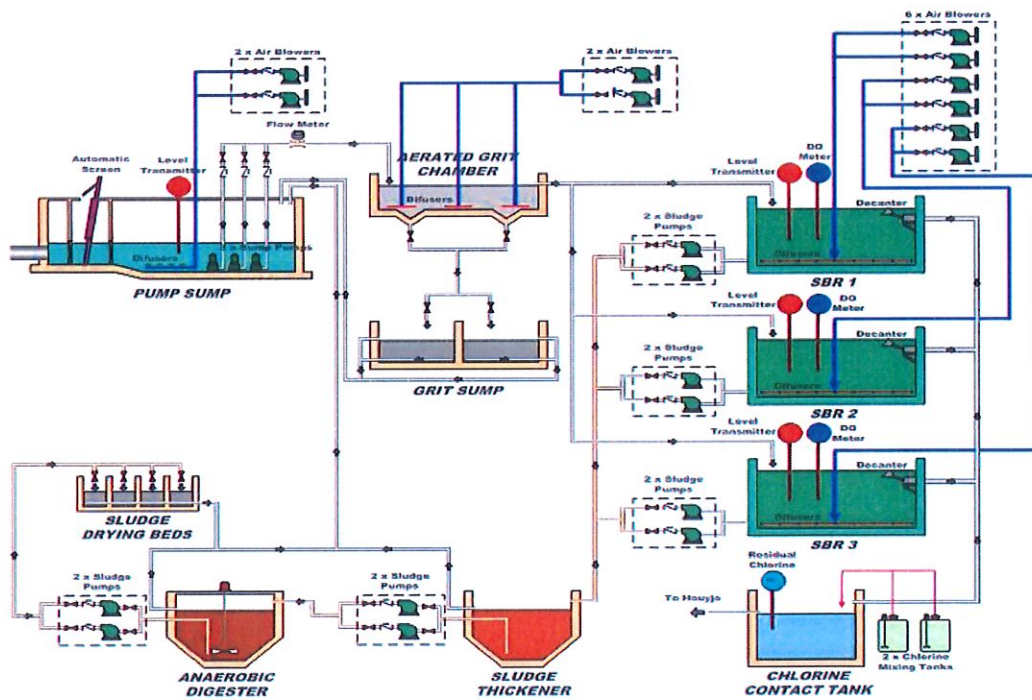 6 x Air Blowers
2 x Air Blowers
2 x Air Blowers
Flow Meter
Automatic
Screen
Level
Transmitter
AERATED GRIT
CHAMBER
Difusers
Level
Transmitter
DO
Meter
Decanter
2 x Sludge
Pumps
Difusers
Sump Pumps
Difusers
PUMP SUMP
SBR 1
Level
Transmitter
DO
Meter
Decanter
2 x Sludge
Pumps
Difusers
GRIT SUMP
SBR 2
Level
Transmitter
DO
Meter
Decanter
2 x Sludge
Pumps
Difusers
SLUDGE
DRYING BEDS
SBR 3
Residual
Chlorine
2 x Sludge
Pumps
2 x Sludge
Pumps
2 x Chlorine
Mixing Tanks
ANAEROBIC
DIGESTER
SLUDGE
THICKENER
CHLORINE
CONTACT TANK